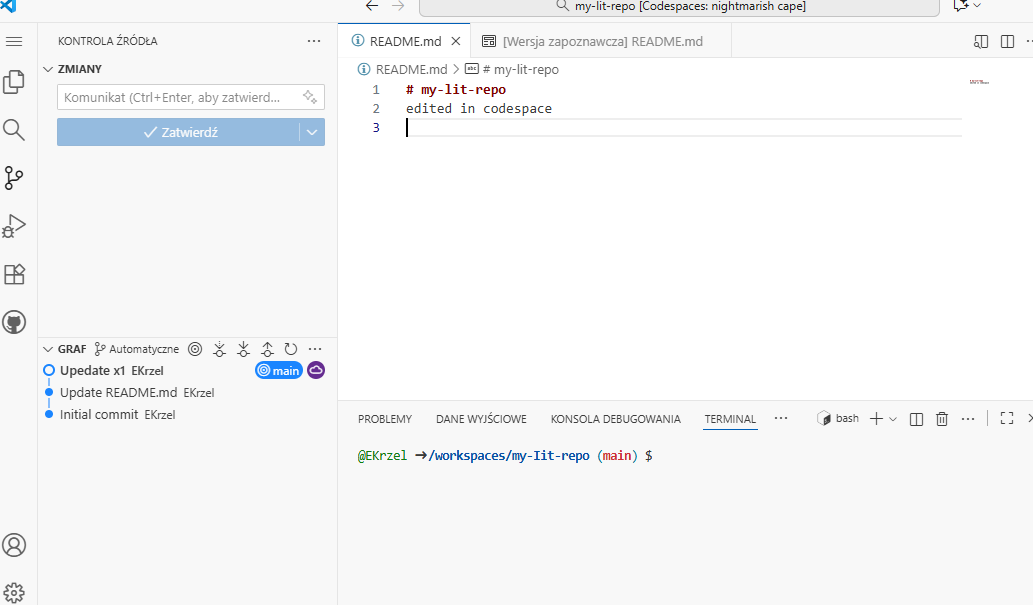 my-lit-repo [Codespaces: nightmarish cape]
KONTROLA ŹRÓDŁA
ZMIANY
Komunikat (Ctrl+Enter, aby zatwierd...
Zatwierdź
README.md
[Wersja zapoznawcza] README.md
README.md > # my-lit-repo
1 # my-lit-repo
2 edited in codespace
3
GRAF
Automatyczne
Upedate x1 EKrzel
main
Update README.md EKrzel
Initial commit EKrzel
PROBLEMY
DANE WYJŚCIOWE
KONSOLA DEBUGOWANIA
TERMINAL
bash
@EKrzel ➜/workspaces/my-Iit-repo (main) $